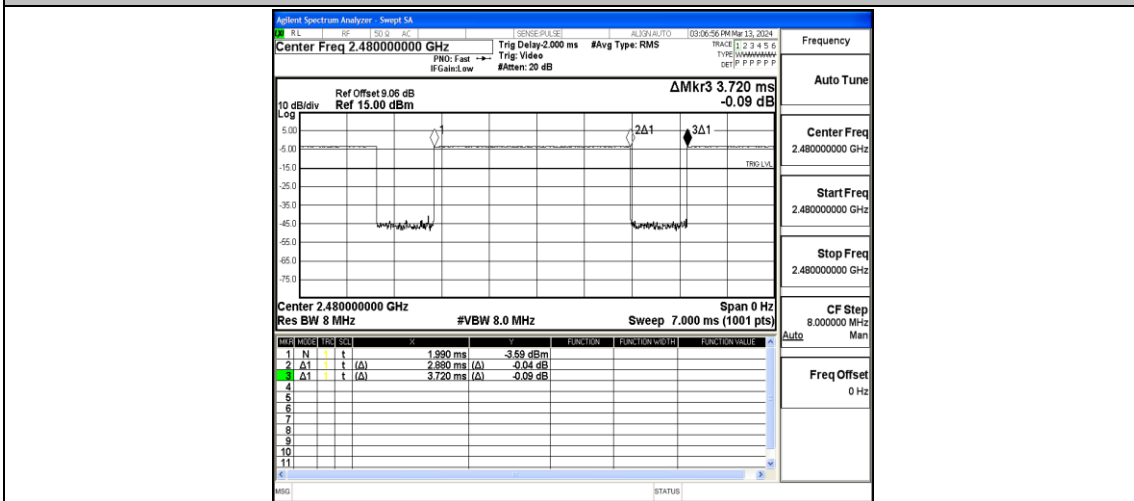 Agilent Spectrum Analyzer - Swept SA
RL RF 50 Ω AC SENSE:PULSE ALIGN AUTO 03:06:56 PM Mar 13, 2024
Center Freq 2.480000000 GHz
PNO: Fast
IFGain:Low
Trig Delay-2.000 ms
Trig: Video
#Atten: 20 dB
#Avg Type: RMS
TRACE 1 2 3 4 5 6
TYPE WWWWWW
DET P P P P P P
ΔMkr3 3.720 ms
-0.09 dB
Ref Offset 9.06 dB
10 dB/div Ref 15.00 dBm
Log
5.00
-5.00
-15.0
-25.0
-35.0
-45.0
-55.0
-65.0
-75.0
1
2Δ1
3Δ1
TRIG LVL
Center 2.480000000 GHz Span 0 Hz
Res BW 8 MHz #VBW 8.0 MHz Sweep 7.000 ms (1001 pts)
MKR MODE TRC SCL X Y FUNCTION FUNCTION WIDTH FUNCTION VALUE
1 N 1 t 1.990 ms -3.59 dBm
2 Δ1 1 t (Δ) 2.880 ms (Δ) -0.04 dB
3 Δ1 1 t (Δ) 3.720 ms (Δ) -0.09 dB
4
5
6
7
8
9
10
11
MSG STATUS
Frequency
Auto Tune
Center Freq
2.480000000 GHz
Start Freq
2.480000000 GHz
Stop Freq
2.480000000 GHz
CF Step
8.000000 MHz
Auto Man
Freq Offset
0 Hz